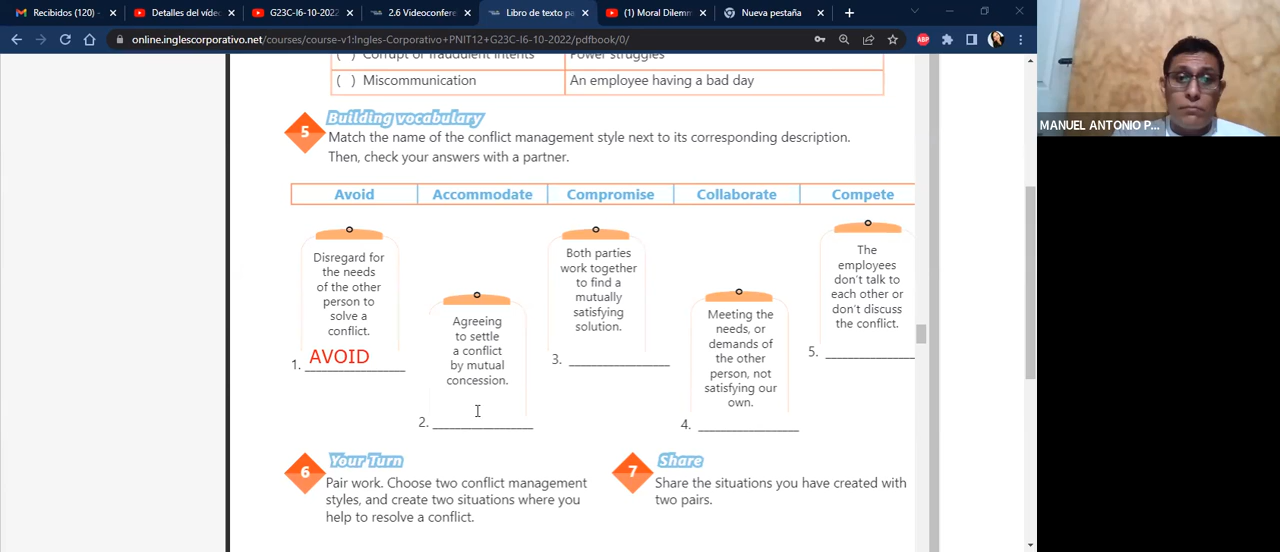 Recibidos (120) -
Detalles del víde
G23C-I6-10-2022
2.6 Videoconfere
Libro de texto pa
(1) Moral Dilemm
Nueva pestaña
online.inglescorporativo.net/courses/course-v1:Ingles-Corporativo+PNIT12+G23C-I6-10-2022/pdfbook/0/
ABP
( ) Corrupt or fraudulent intents
Power struggles
( ) Miscommunication
An employee having a bad day
5
Building vocabulary
Match the name of the conflict management style next to its corresponding description.
Then, check your answers with a partner.
Avoid
Accommodate
Compromise
Collaborate
Compete
Disregard for
the needs
of the other
person to
solve a
conflict.
1. AVOID
Agreeing
to settle
a conflict
by mutual
concession.
2.
Both parties
work together
to find a
mutually
satisfying
solution.
3.
Meeting the
needs, or
demands of
the other
person, not
satisfying our
own.
4.
The
employees
don't talk to
each other or
don't discuss
the conflict.
5.
6
Your Turn
Pair work. Choose two conflict management
styles, and create two situations where you
help to resolve a conflict.
7
Share
Share the situations you have created with
two pairs.
MANUEL ANTONIO P...